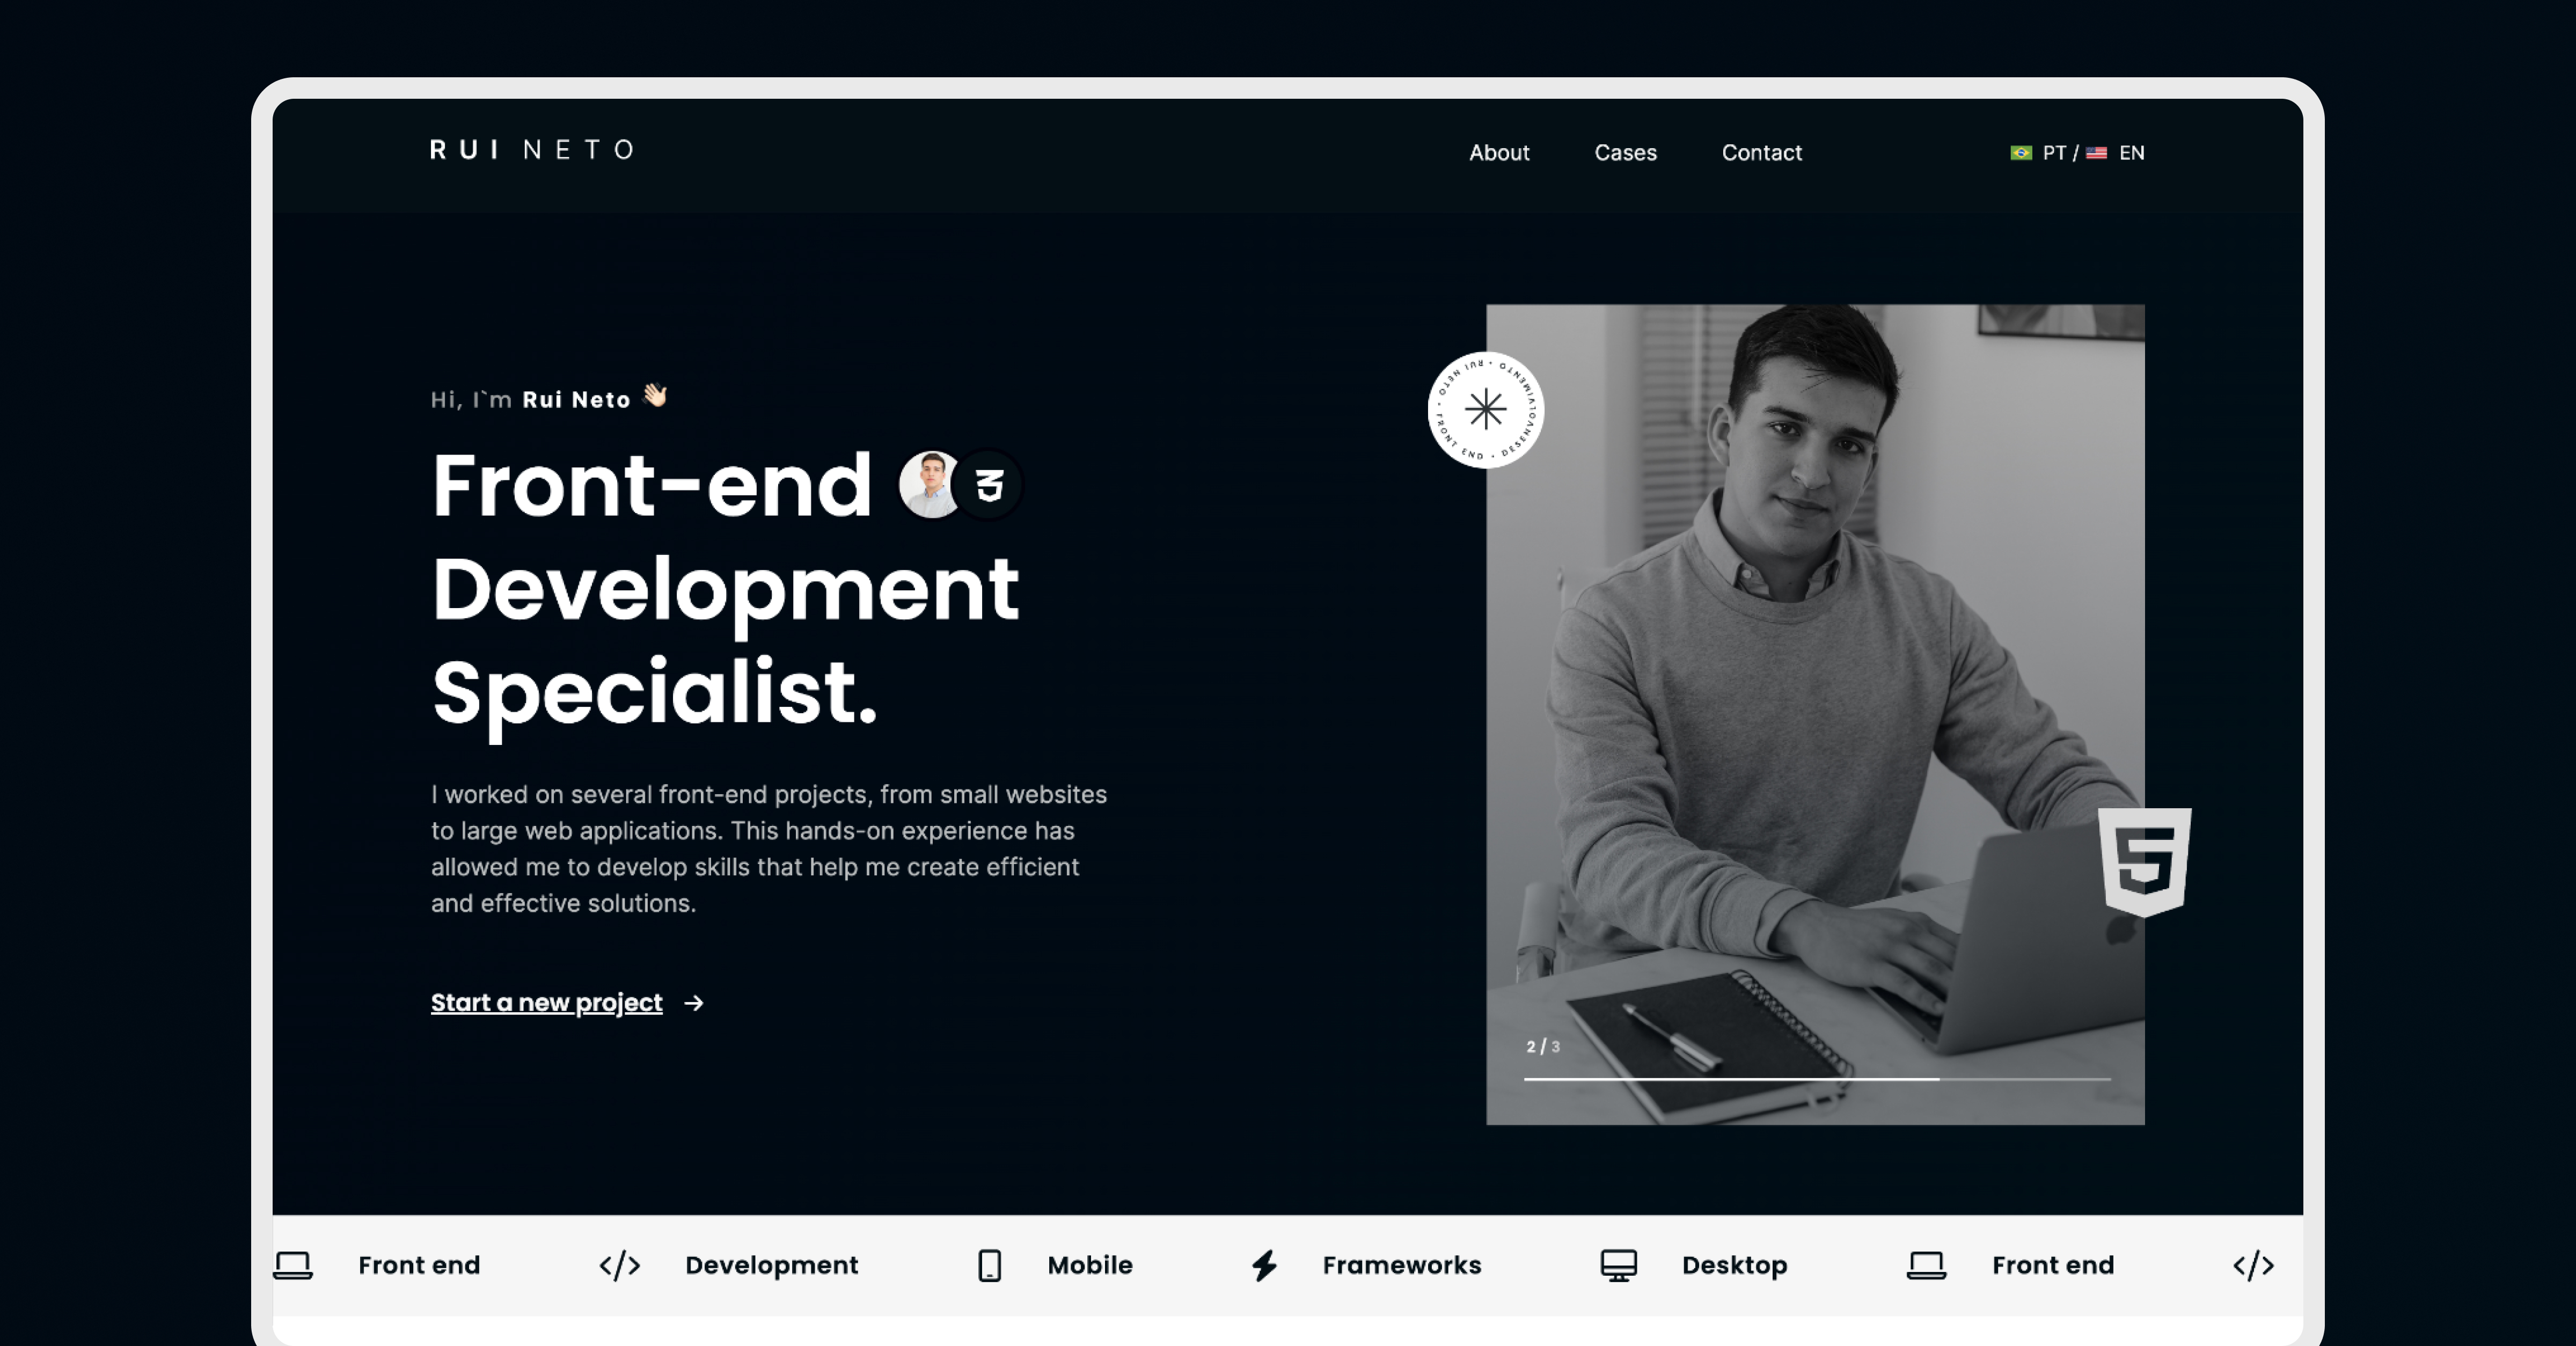 RUI NETO
About Cases Contact
PT / EN
Hi, I`m Rui Neto
Front-end
Development
Specialist.
I worked on several front-end projects, from small websites
to large web applications. This hands-on experience has
allowed me to develop skills that help me create efficient
and effective solutions.
Start a new project →
RUI NETO • FRONT END • DESENVOLVIMENTO •
2 / 3
Front end </> Development Mobile Frameworks Desktop Front end </>